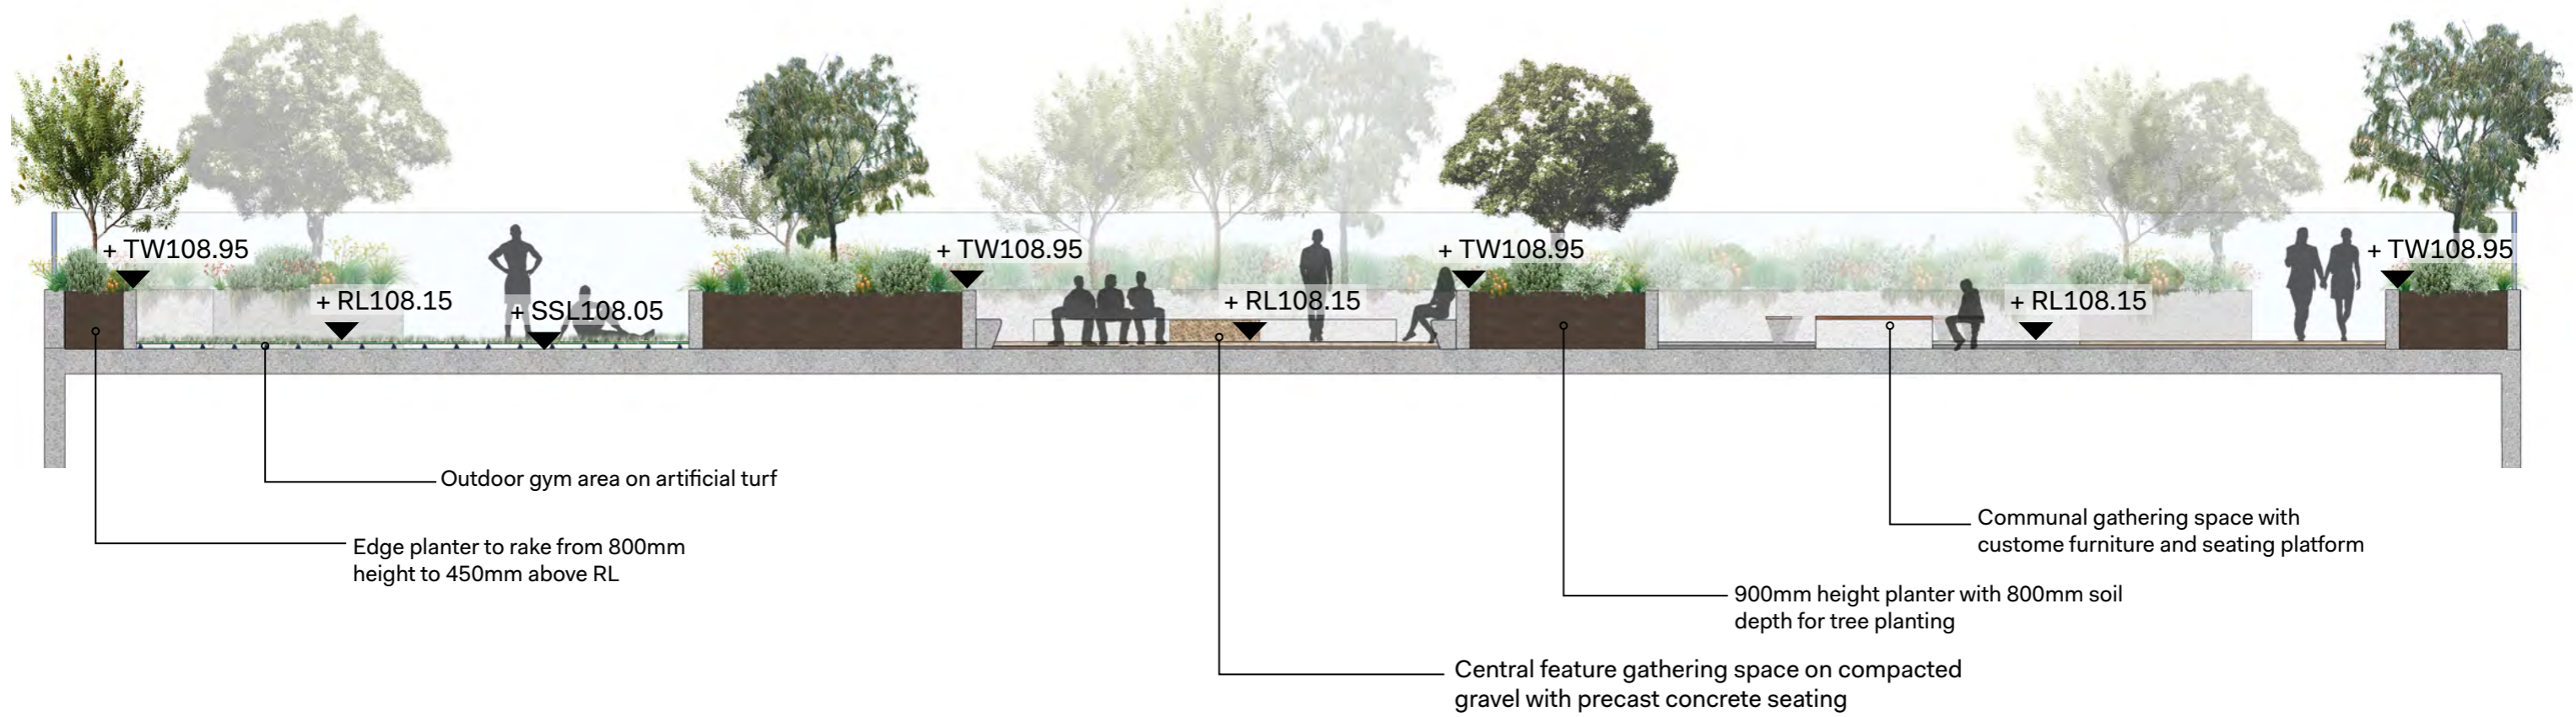 + TW108.95
+ TW108.95
+ TW108.95
+ TW108.95
+ RL108.15
+ SSL108.05
+ RL108.15
+ RL108.15
Outdoor gym area on artificial turf
Edge planter to rake from 800mm
height to 450mm above RL
Communal gathering space with
custome furniture and seating platform
900mm height planter with 800mm soil
depth for tree planting
Central feature gathering space on compacted
gravel with precast concrete seating